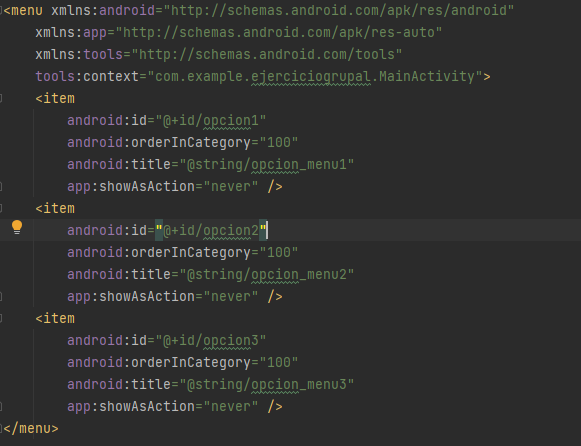 <menu xmlns:android="http://schemas.android.com/apk/res/android"
    xmlns:app="http://schemas.android.com/apk/res-auto"
    xmlns:tools="http://schemas.android.com/tools"
    tools:context="com.example.ejerciciogrupal.MainActivity">
    <item
        android:id="@+id/opcion1"
        android:orderInCategory="100"
        android:title="@string/opcion_menu1"
        app:showAsAction="never" />
    <item
        android:id="@+id/opcion2"
        android:orderInCategory="100"
        android:title="@string/opcion_menu2"
        app:showAsAction="never" />
    <item
        android:id="@+id/opcion3"
        android:orderInCategory="100"
        android:title="@string/opcion_menu3"
        app:showAsAction="never" />
</menu>